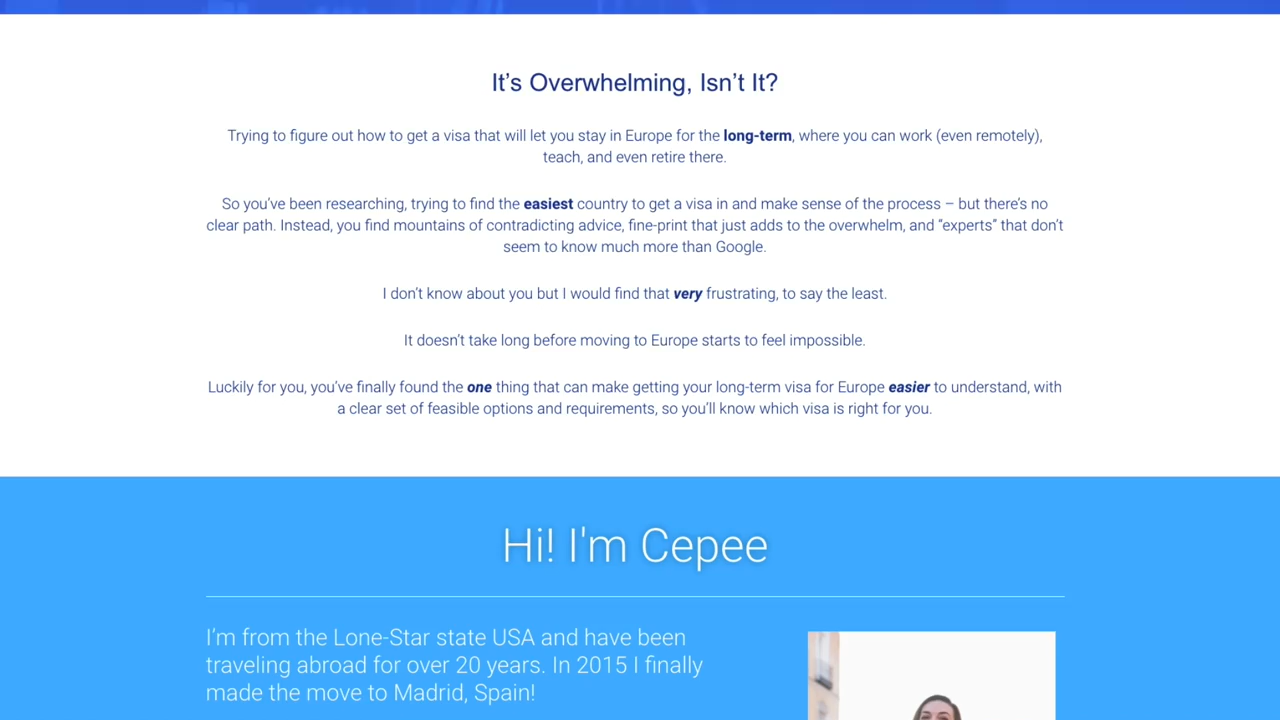 It’s Overwhelming, Isn’t It?
Trying to figure out how to get a visa that will let you stay in Europe for the long-term, where you can work (even remotely),
teach, and even retire there.
So you’ve been researching, trying to find the easiest country to get a visa in and make sense of the process – but there’s no
clear path. Instead, you find mountains of contradicting advice, fine-print that just adds to the overwhelm, and “experts” that don’t
seem to know much more than Google.
I don’t know about you but I would find that very frustrating, to say the least.
It doesn’t take long before moving to Europe starts to feel impossible.
Luckily for you, you’ve finally found the one thing that can make getting your long-term visa for Europe easier to understand, with
a clear set of feasible options and requirements, so you’ll know which visa is right for you.
Hi! I'm Cepee
I’m from the Lone-Star state USA and have been
traveling abroad for over 20 years. In 2015 I finally
made the move to Madrid, Spain!